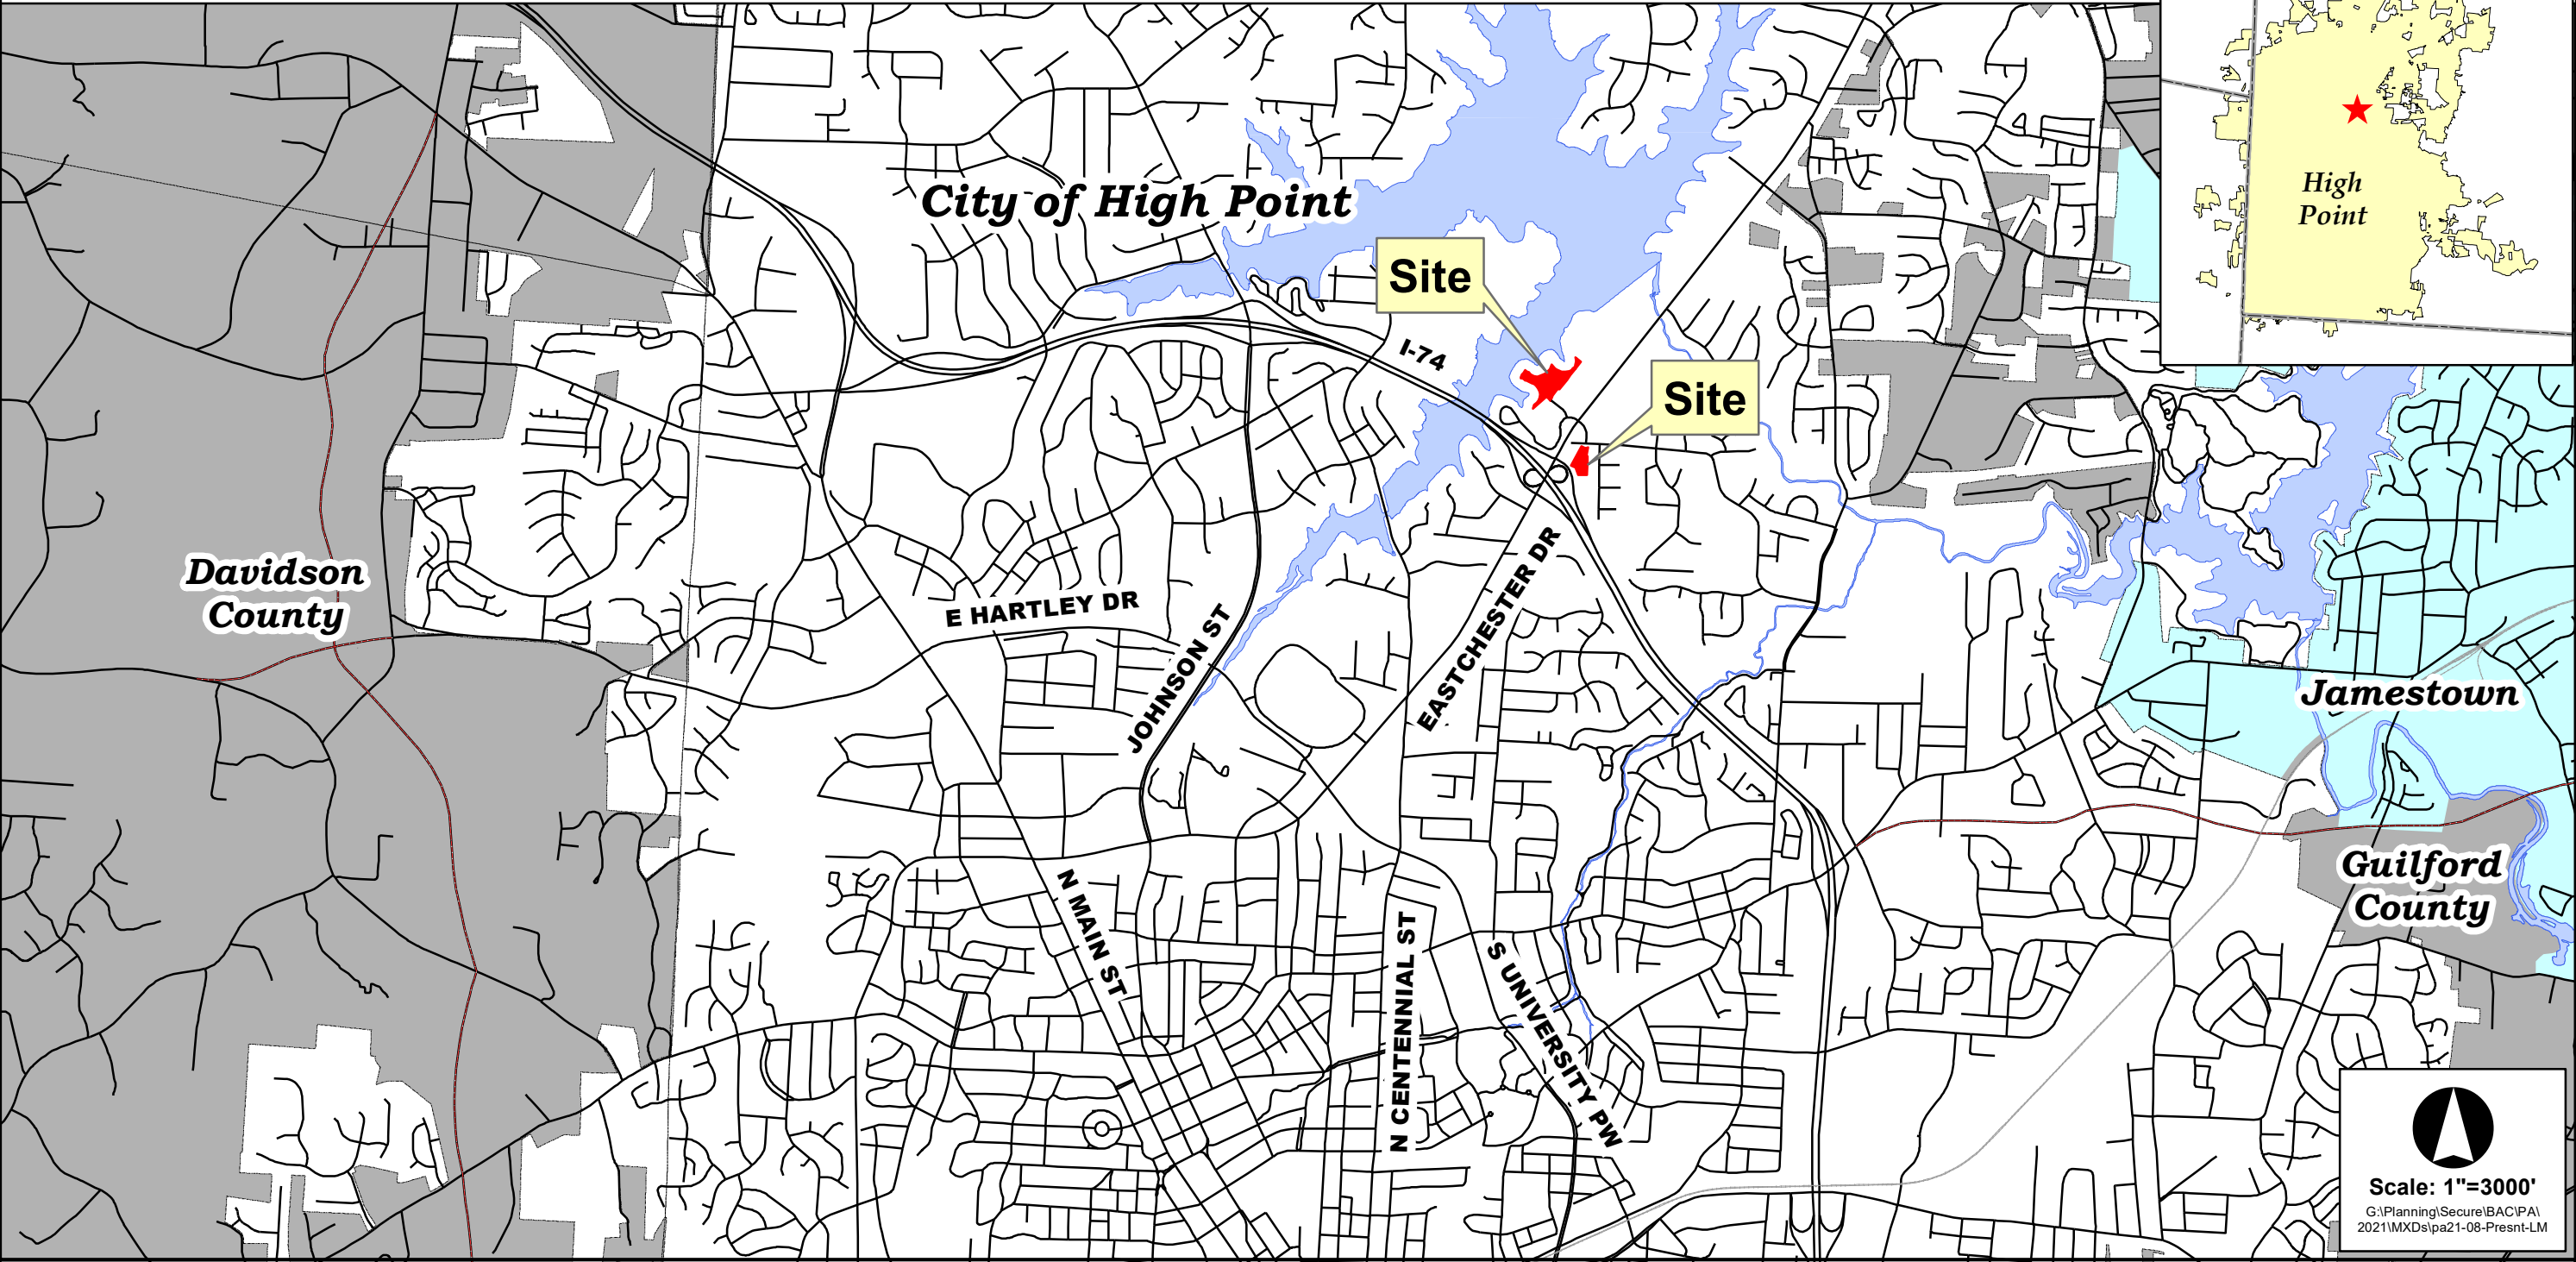 City of High Point
High
Point
Site
I-74
Site
Davidson
County
E HARTLEY DR
JOHNSON ST
EASTCHESTER DR
Jamestown
Guilford
County
N MAIN ST
N CENTENNIAL ST
S UNIVERSITY PW
Scale: 1"=3000'
G:\Planning\Secure\BAC\PA\
2021\MXDs\pa21-08-Presnt-LM